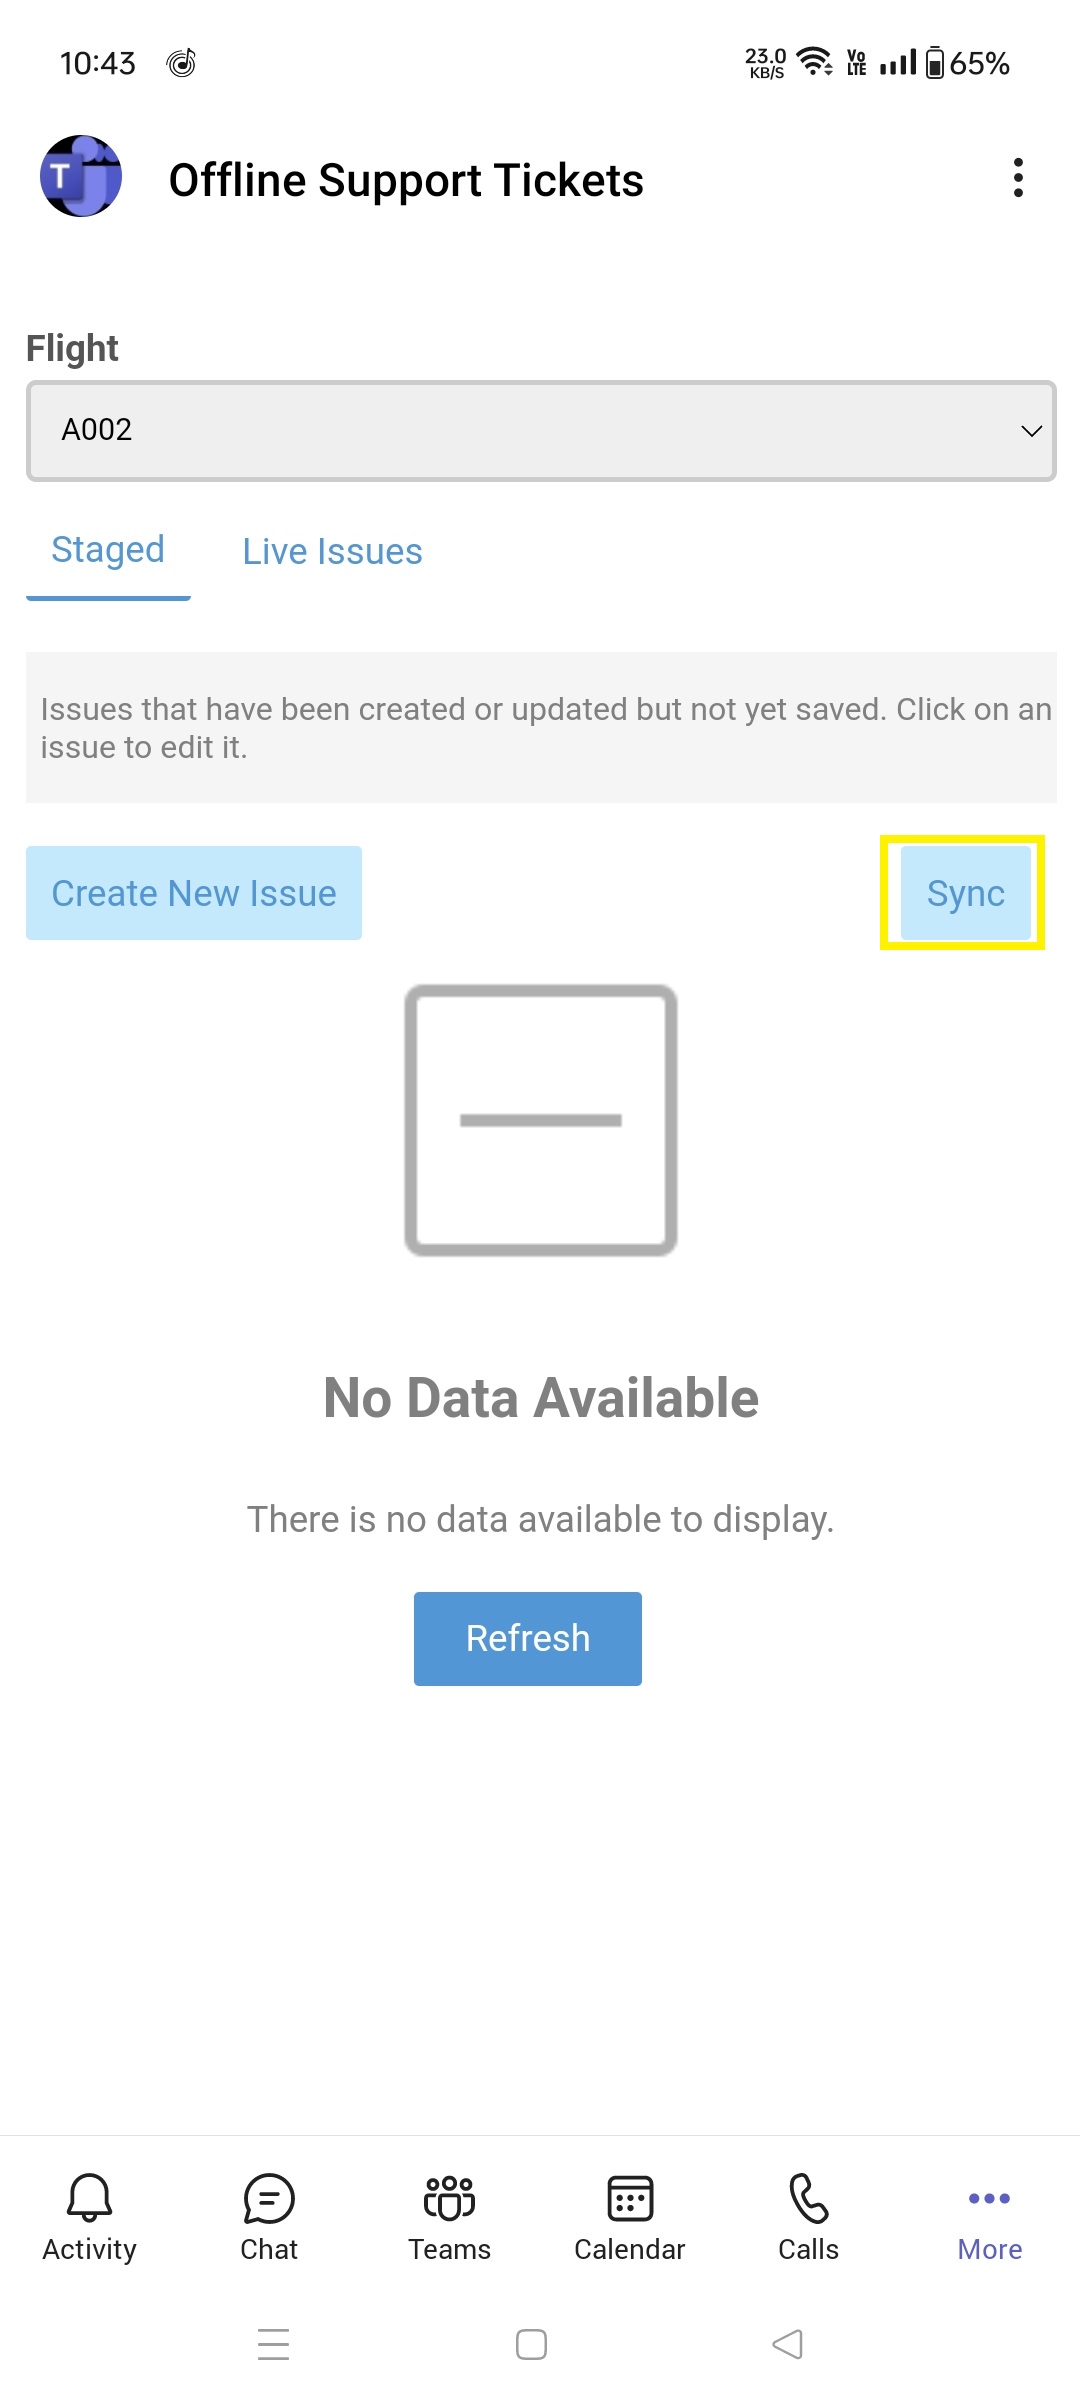 10:43
23.0
KB/S
Vo
LTE
65%
T
Offline Support Tickets
Flight
A002
Staged
Live Issues
Issues that have been created or updated but not yet saved. Click on an
issue to edit it.
Create New Issue
Sync
No Data Available
There is no data available to display.
Refresh
Activity
Chat
Teams
Calendar
Calls
More